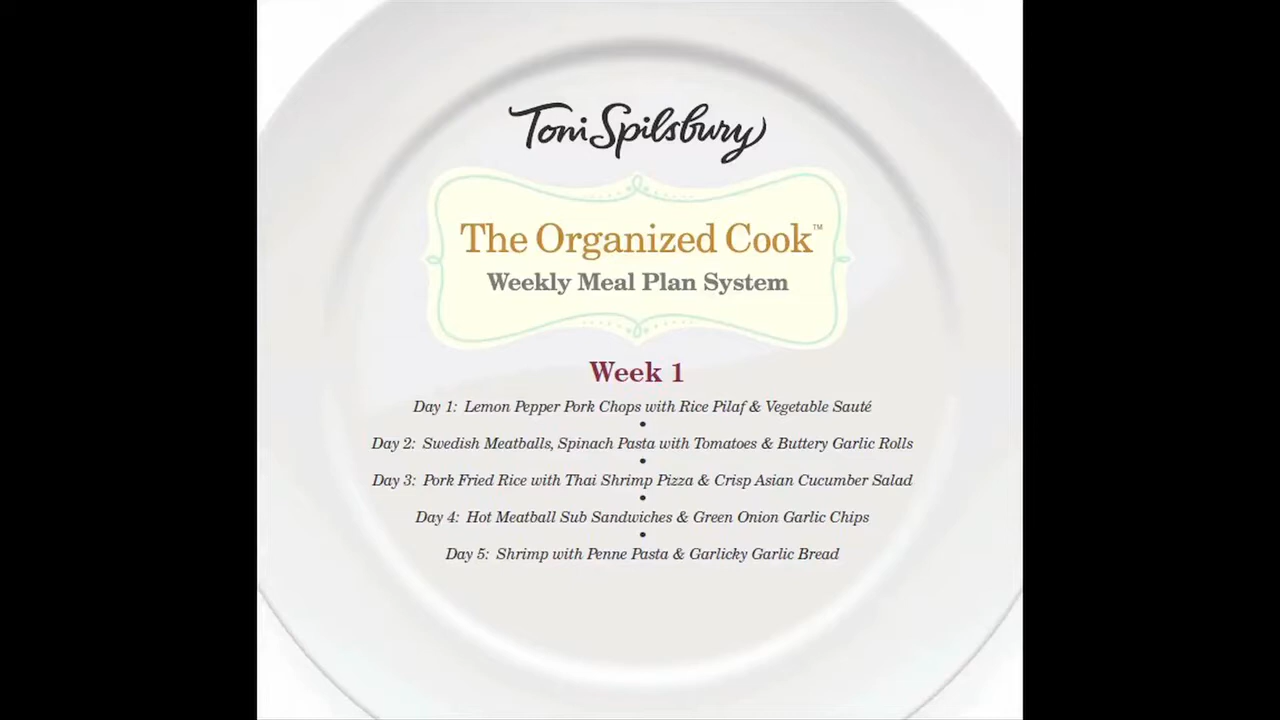 Toni Spilsbury
The Organized Cook™
Weekly Meal Plan System
Week 1
Day 1: Lemon Pepper Pork Chops with Rice Pilaf & Vegetable Sauté
•
Day 2: Swedish Meatballs, Spinach Pasta with Tomatoes & Buttery Garlic Rolls
•
Day 3: Pork Fried Rice with Thai Shrimp Pizza & Crisp Asian Cucumber Salad
•
Day 4: Hot Meatball Sub Sandwiches & Green Onion Garlic Chips
•
Day 5: Shrimp with Penne Pasta & Garlicky Garlic Bread